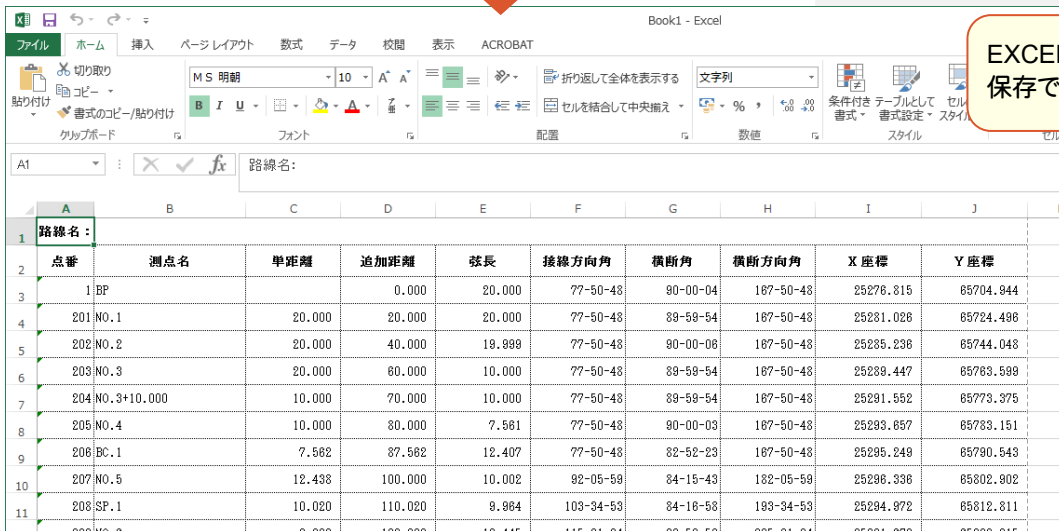 Book1 - Excel
ファイル ホーム 挿入 ページ レイアウト 数式 データ 校閲 表示 ACROBAT
EXCEL
保存で
貼り付け
切り取り
コピー
書式のコピー/貼り付け
クリップボード
ＭＳ 明朝 10
B I U
フォント
折り返して全体を表示する
セルを結合して中央揃え
配置
文字列
% ,
数値
条件付き書式
テーブルとして書式設定
スタイル
A1 fx 路線名：
A B C D E F G H I J
1 路線名：
2 点番 測点名 単距離 追加距離 弦長 接線方向角 横断角 横断方向角 X座標 Y座標
3 1 BP 0.000 20.000 77-50-48 90-00-04 167-50-48 25276.815 65704.944
4 201 NO.1 20.000 20.000 20.000 77-50-48 89-59-54 167-50-48 25281.026 65724.496
5 202 NO.2 20.000 40.000 19.999 77-50-48 90-00-06 167-50-48 25285.236 65744.048
6 203 NO.3 20.000 60.000 10.000 77-50-48 89-59-54 167-50-48 25289.447 65763.599
7 204 NO.3+10.000 10.000 70.000 10.000 77-50-48 89-59-54 167-50-48 25291.552 65773.375
8 205 NO.4 10.000 80.000 7.561 77-50-48 90-00-03 167-50-48 25293.657 65783.151
9 206 BC.1 7.562 87.562 12.407 77-50-48 82-52-23 167-50-48 25295.249 65790.543
10 207 NO.5 12.438 100.000 10.002 92-05-59 84-15-43 182-05-59 25296.336 65802.902
11 208 SP.1 10.020 110.020 9.964 103-34-53 84-16-58 193-34-53 25294.972 65812.811